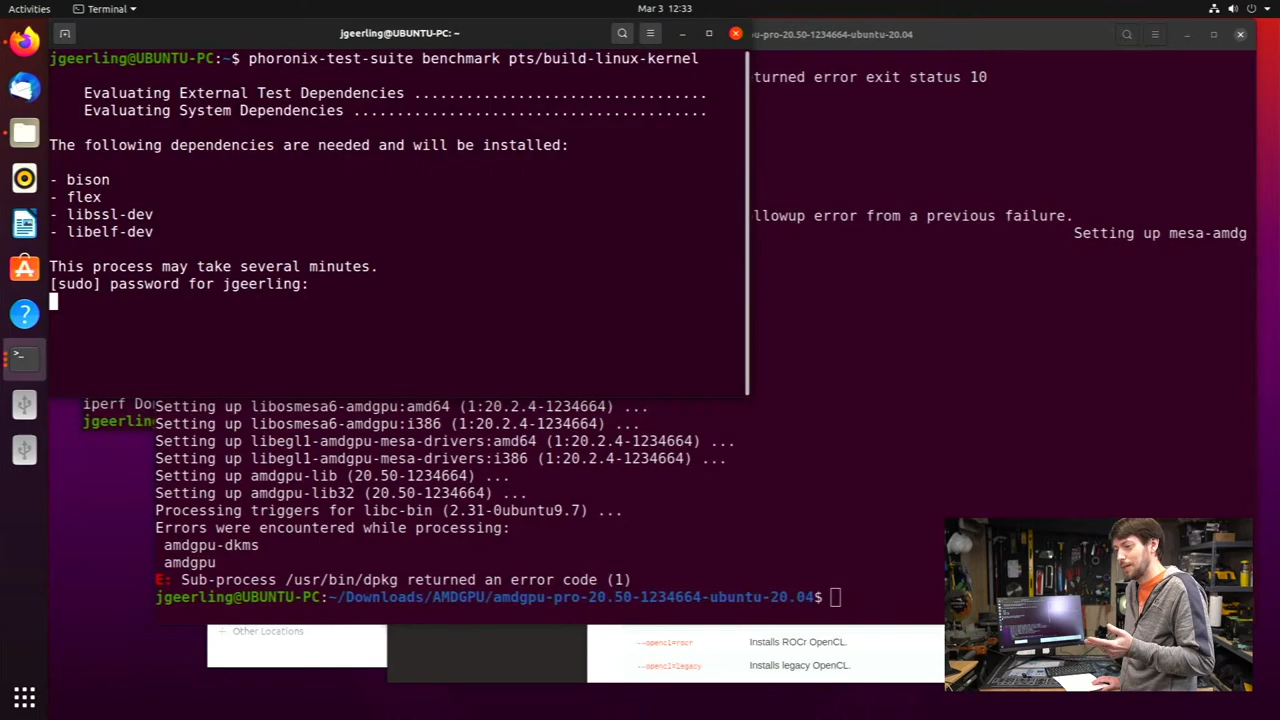 Activities
Terminal
Mar 3 12:33
jgeerling@UBUNTU-PC: ~
jgeerling@UBUNTU-PC:~$ phoronix-test-suite benchmark pts/build-linux-kernel
Evaluating External Test Dependencies ..................................
Evaluating System Dependencies .........................................
The following dependencies are needed and will be installed:
- bison
- flex
- libssl-dev
- libelf-dev
This process may take several minutes.
[sudo] password for jgeerling:
u-pro-20.50-1234664-ubuntu-20.04
turned error exit status 10
llowup error from a previous failure.
Setting up mesa-amdg
iperf Do
jgeerlin
Setting up libosmesa6-amdgpu:amd64 (1:20.2.4-1234664) ...
Setting up libosmesa6-amdgpu:i386 (1:20.2.4-1234664) ...
Setting up libegl1-amdgpu-mesa-drivers:amd64 (1:20.2.4-1234664) ...
Setting up libegl1-amdgpu-mesa-drivers:i386 (1:20.2.4-1234664) ...
Setting up amdgpu-lib (20.50-1234664) ...
Setting up amdgpu-lib32 (20.50-1234664) ...
Processing triggers for libc-bin (2.31-0ubuntu9.7) ...
Errors were encountered while processing:
amdgpu-dkms
amdgpu
E: Sub-process /usr/bin/dpkg returned an error code (1)
jgeerling@UBUNTU-PC:~/Downloads/AMDGPU/amdgpu-pro-20.50-1234664-ubuntu-20.04$
+ Other Locations
--opencl=rocr Installs ROCr OpenCL.
--opencl=legacy Installs legacy OpenCL.